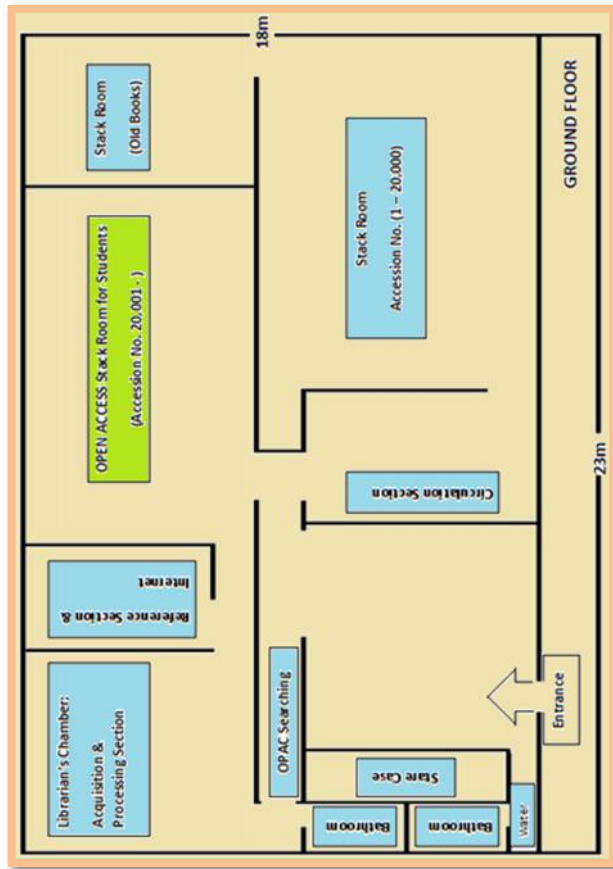 18m
Stack Room
(Old Books)
OPEN ACCESS Stack Room for Students
(Accession No. 20,001 - )
Reference Section &
Internet
Librarian's Chamber:
Acquisition &
Processing Section
Stack Room
Accession No. (1 – 20,000)
GROUND FLOOR
23m
Circulation Section
OPAC Searching
Stare Case
Bathroom
Bathroom
Water
Entrance